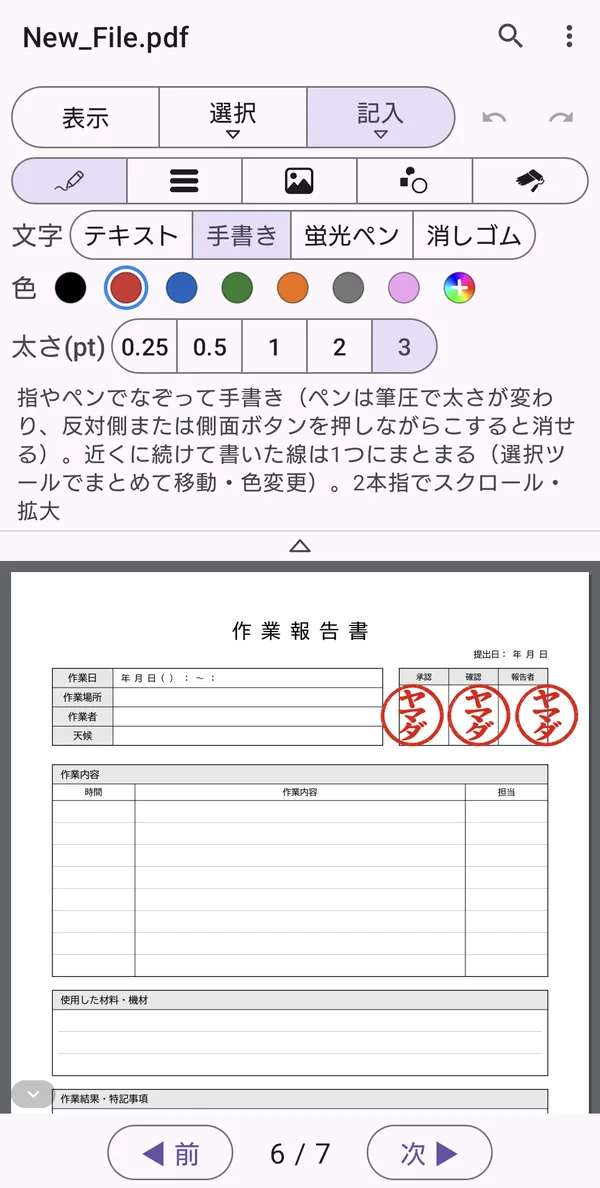 New_File.pdf
表示
選択
記入
文字
テキスト
手書き
蛍光ペン
消しゴム
色
太さ(pt)
0.25
0.5
1
2
3
指やペンでなぞって手書き（ペンは筆圧で太さが変わ
り、反対側または側面ボタンを押しながらこすると消せ
る）。近くに続けて書いた線は1つにまとまる（選択ツ
ールでまとめて移動・色変更）。2本指でスクロール・
拡大
作業報告書
提出日： 年 月 日
作業日
年 月 日 ( ) ： ～ ：
作業場所
作業者
天候
承認
確認
報告者
ヤマダ
ヤマダ
ヤマダ
作業内容
時間
作業内容
担当
使用した材料・機材
作業結果・特記事項
前
6 / 7
次